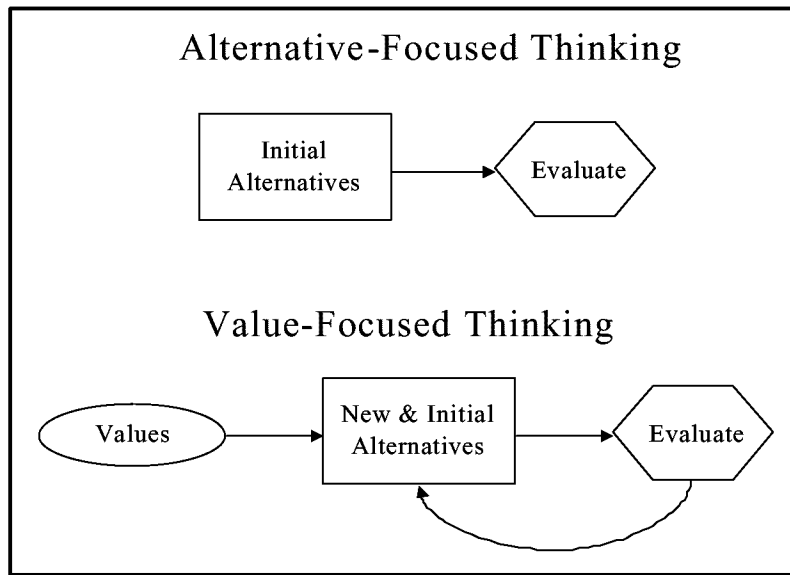 Alternative-Focused Thinking
Initial
Alternatives
Evaluate
Value-Focused Thinking
Values
New & Initial
Alternatives
Evaluate